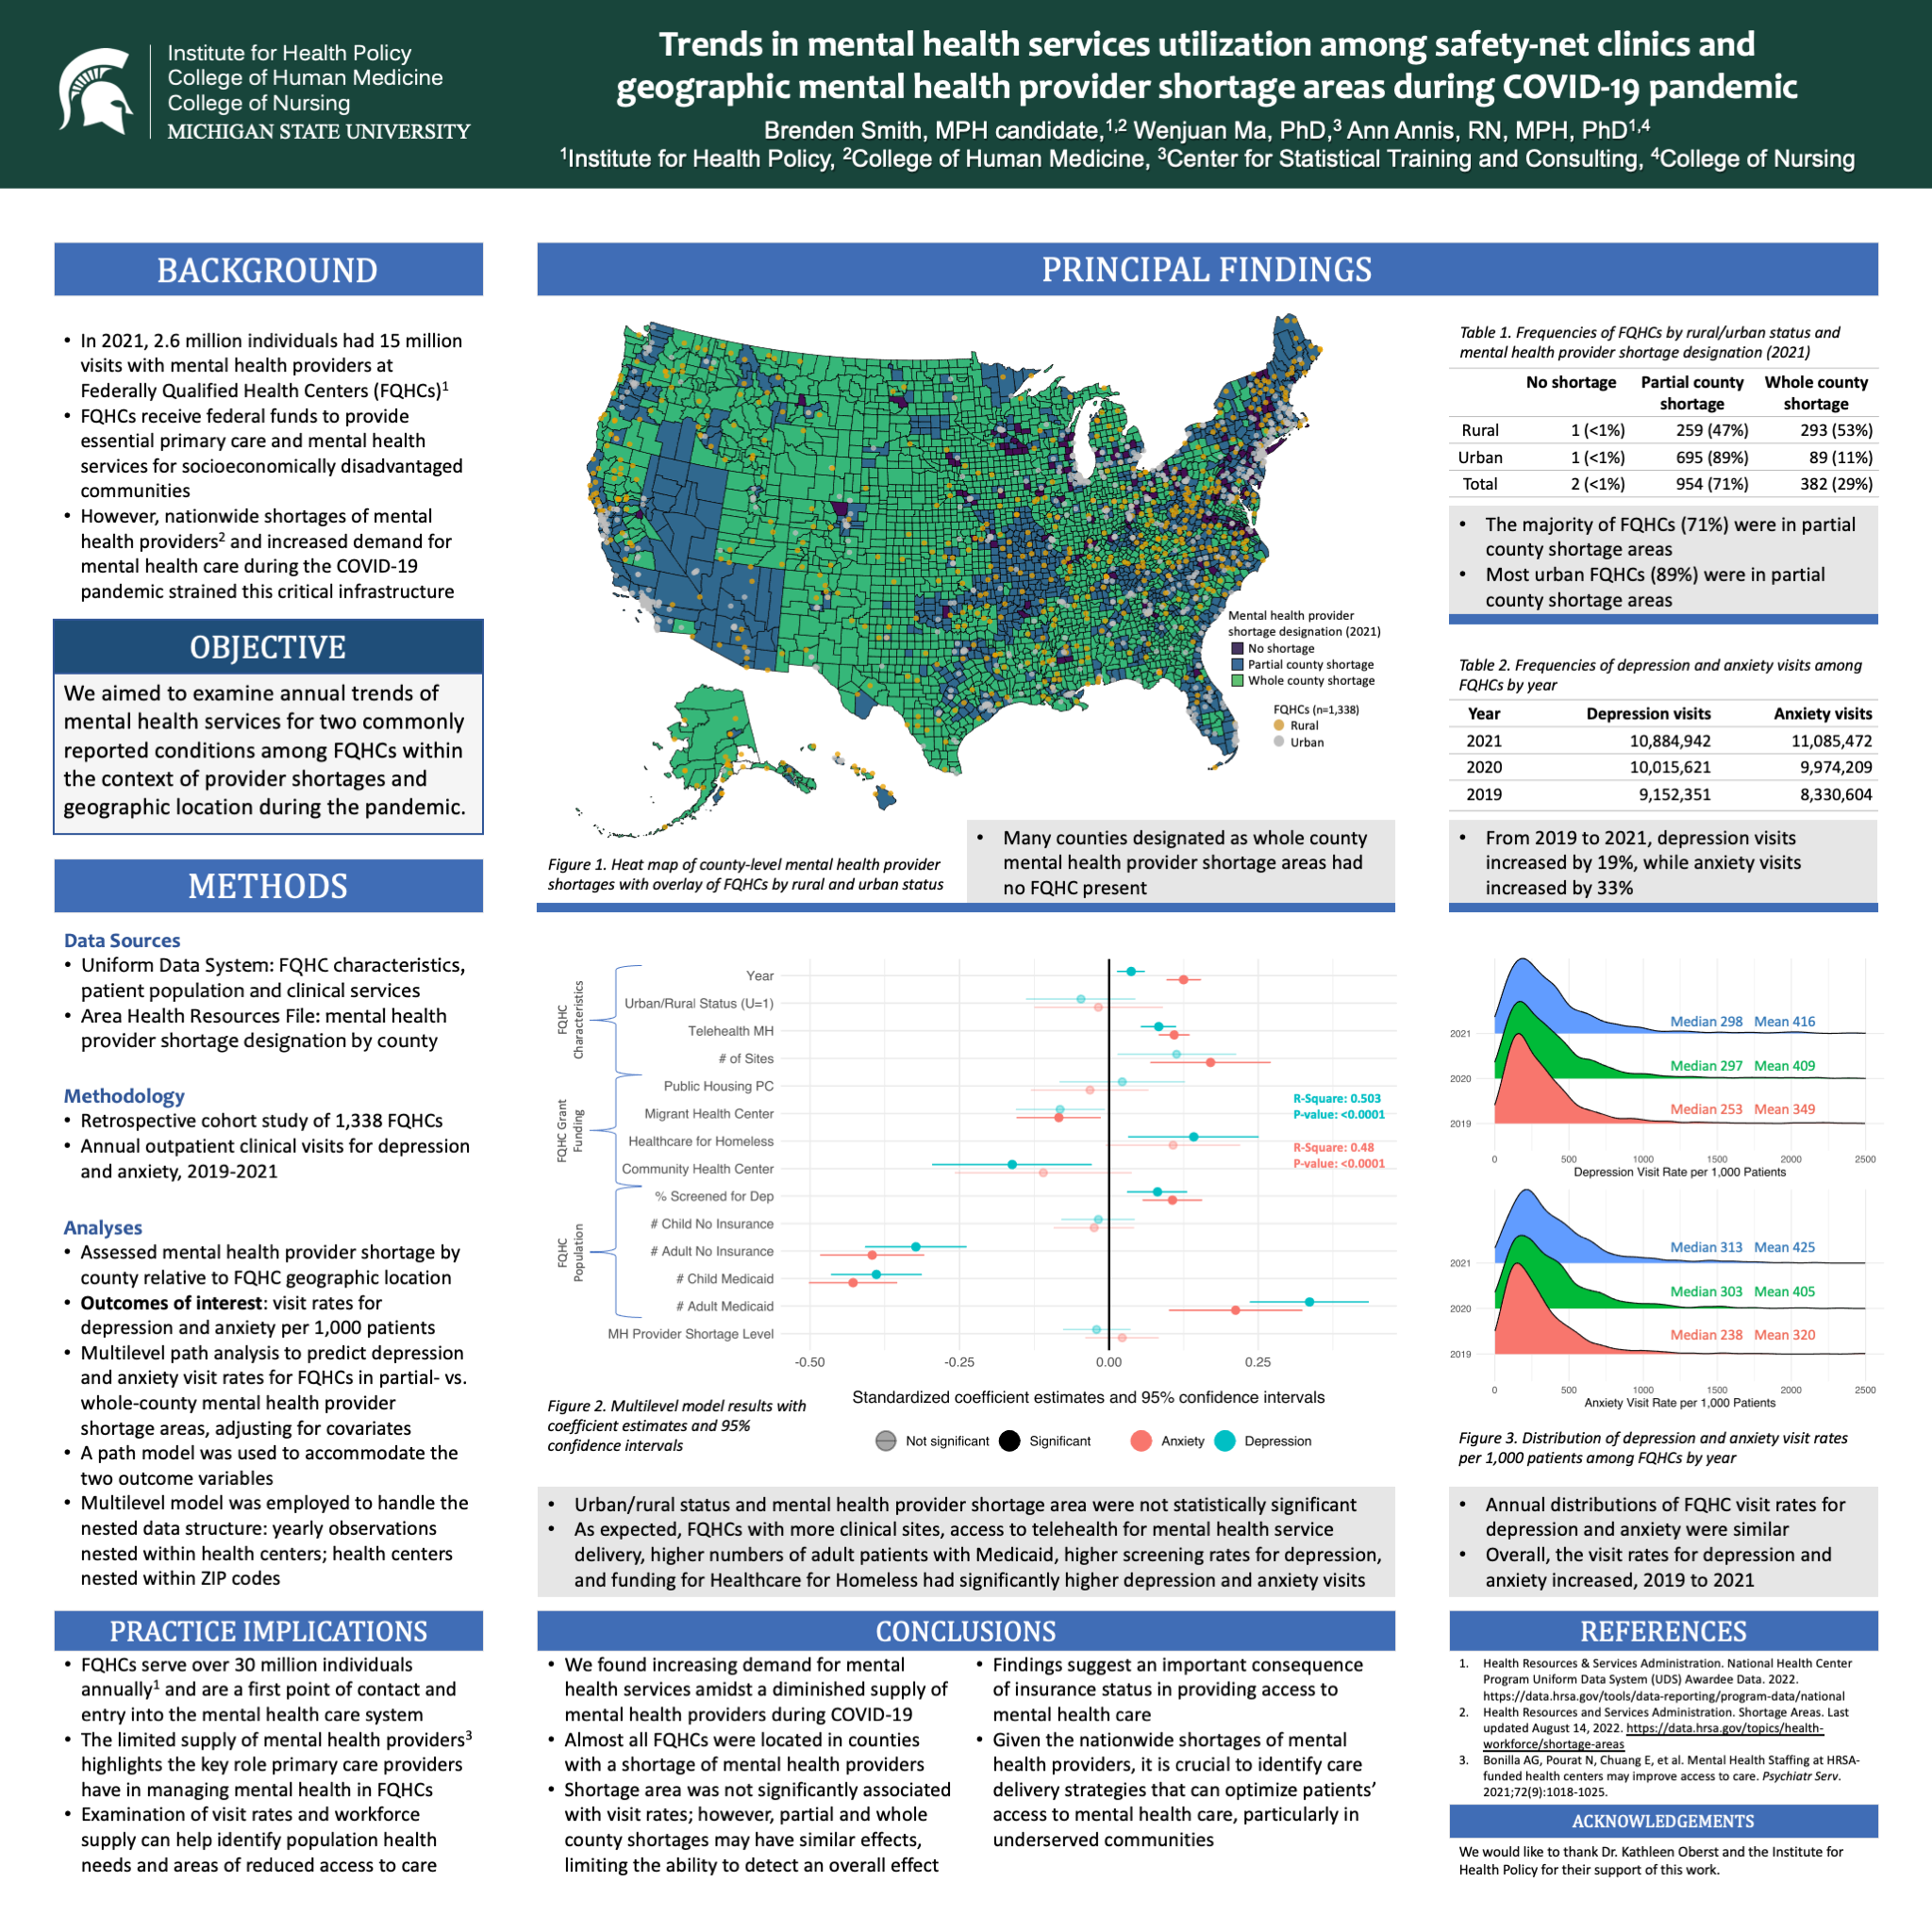 Institute for Health Policy
College of Human Medicine
College of Nursing
MICHIGAN STATE UNIVERSITY
Trends in mental health services utilization among safety-net clinics and
geographic mental health provider shortage areas during COVID-19 pandemic
Brenden Smith, MPH candidate,1,2 Wenjuan Ma, PhD,3 Ann Annis, RN, MPH, PhD1,4
1Institute for Health Policy, 2College of Human Medicine, 3Center for Statistical Training and Consulting, 4College of Nursing
BACKGROUND
• In 2021, 2.6 million individuals had 15 million
visits with mental health providers at
Federally Qualified Health Centers (FQHCs)1
• FQHCs receive federal funds to provide
essential primary care and mental health
services for socioeconomically disadvantaged
communities
• However, nationwide shortages of mental
health providers2 and increased demand for
mental health care during the COVID-19
pandemic strained this critical infrastructure
OBJECTIVE
We aimed to examine annual trends of
mental health services for two commonly
reported conditions among FQHCs within
the context of provider shortages and
geographic location during the pandemic.
METHODS
Data Sources
• Uniform Data System: FQHC characteristics,
patient population and clinical services
• Area Health Resources File: mental health
provider shortage designation by county
Methodology
• Retrospective cohort study of 1,338 FQHCs
• Annual outpatient clinical visits for depression
and anxiety, 2019-2021
Analyses
• Assessed mental health provider shortage by
county relative to FQHC geographic location
• Outcomes of interest: visit rates for
depression and anxiety per 1,000 patients
• Multilevel path analysis to predict depression
and anxiety visit rates for FQHCs in partial- vs.
whole-county mental health provider
shortage areas, adjusting for covariates
• A path model was used to accommodate the
two outcome variables
• Multilevel model was employed to handle the
nested data structure: yearly observations
nested within health centers; health centers
nested within ZIP codes
PRACTICE IMPLICATIONS
• FQHCs serve over 30 million individuals
annually1 and are a first point of contact and
entry into the mental health care system
• The limited supply of mental health providers3
highlights the key role primary care providers
have in managing mental health in FQHCs
• Examination of visit rates and workforce
supply can help identify population health
needs and areas of reduced access to care
PRINCIPAL FINDINGS
Mental health provider
shortage designation (2021)
No shortage
Partial county shortage
Whole county shortage
FQHCs (n=1,338)
Rural
Urban
Figure 1. Heat map of county-level mental health provider
shortages with overlay of FQHCs by rural and urban status
• Many counties designated as whole county
mental health provider shortage areas had
no FQHC present
Table 1. Frequencies of FQHCs by rural/urban status and
mental health provider shortage designation (2021)
No shortage Partial county shortage Whole county shortage
Rural 1 (<1%) 259 (47%) 293 (53%)
Urban 1 (<1%) 695 (89%) 89 (11%)
Total 2 (<1%) 954 (71%) 382 (29%)
• The majority of FQHCs (71%) were in partial
county shortage areas
• Most urban FQHCs (89%) were in partial
county shortage areas
Table 2. Frequencies of depression and anxiety visits among
FQHCs by year
Year Depression visits Anxiety visits
2021 10,884,942 11,085,472
2020 10,015,621 9,974,209
2019 9,152,351 8,330,604
• From 2019 to 2021, depression visits
increased by 19%, while anxiety visits
increased by 33%
FQHC Characteristics
Year
Urban/Rural Status (U=1)
Telehealth MH
# of Sites
FQHC Grant Funding
Public Housing PC
Migrant Health Center
Healthcare for Homeless
Community Health Center
FQHC Population
% Screened for Dep
# Child No Insurance
# Adult No Insurance
# Child Medicaid
# Adult Medicaid
MH Provider Shortage Level
R-Square: 0.503
P-value: <0.0001
R-Square: 0.48
P-value: <0.0001
-0.50 -0.25 0.00 0.25
Standardized coefficient estimates and 95% confidence intervals
Not significant Significant Anxiety Depression
Figure 2. Multilevel model results with
coefficient estimates and 95%
confidence intervals
• Urban/rural status and mental health provider shortage area were not statistically significant
• As expected, FQHCs with more clinical sites, access to telehealth for mental health service
delivery, higher numbers of adult patients with Medicaid, higher screening rates for depression,
and funding for Healthcare for Homeless had significantly higher depression and anxiety visits
2021 Median 298 Mean 416
2020 Median 297 Mean 409
2019 Median 253 Mean 349
0 500 1000 1500 2000 2500
Depression Visit Rate per 1,000 Patients
2021 Median 313 Mean 425
2020 Median 303 Mean 405
2019 Median 238 Mean 320
0 500 1000 1500 2000 2500
Anxiety Visit Rate per 1,000 Patients
Figure 3. Distribution of depression and anxiety visit rates
per 1,000 patients among FQHCs by year
• Annual distributions of FQHC visit rates for
depression and anxiety were similar
• Overall, the visit rates for depression and
anxiety increased, 2019 to 2021
CONCLUSIONS
• We found increasing demand for mental
health services amidst a diminished supply of
mental health providers during COVID-19
• Almost all FQHCs were located in counties
with a shortage of mental health providers
• Shortage area was not significantly associated
with visit rates; however, partial and whole
county shortages may have similar effects,
limiting the ability to detect an overall effect
• Findings suggest an important consequence
of insurance status in providing access to
mental health care
• Given the nationwide shortages of mental
health providers, it is crucial to identify care
delivery strategies that can optimize patients'
access to mental health care, particularly in
underserved communities
REFERENCES
1. Health Resources & Services Administration. National Health Center
Program Uniform Data System (UDS) Awardee Data. 2022.
https://data.hrsa.gov/tools/data-reporting/program-data/national
2. Health Resources and Services Administration. Shortage Areas. Last
updated August 14, 2022. https://data.hrsa.gov/topics/health-
workforce/shortage-areas
3. Bonilla AG, Pourat N, Chuang E, et al. Mental Health Staffing at HRSA-
funded health centers may improve access to care. Psychiatr Serv.
2021;72(9):1018-1025.
ACKNOWLEDGEMENTS
We would like to thank Dr. Kathleen Oberst and the Institute for
Health Policy for their support of this work.